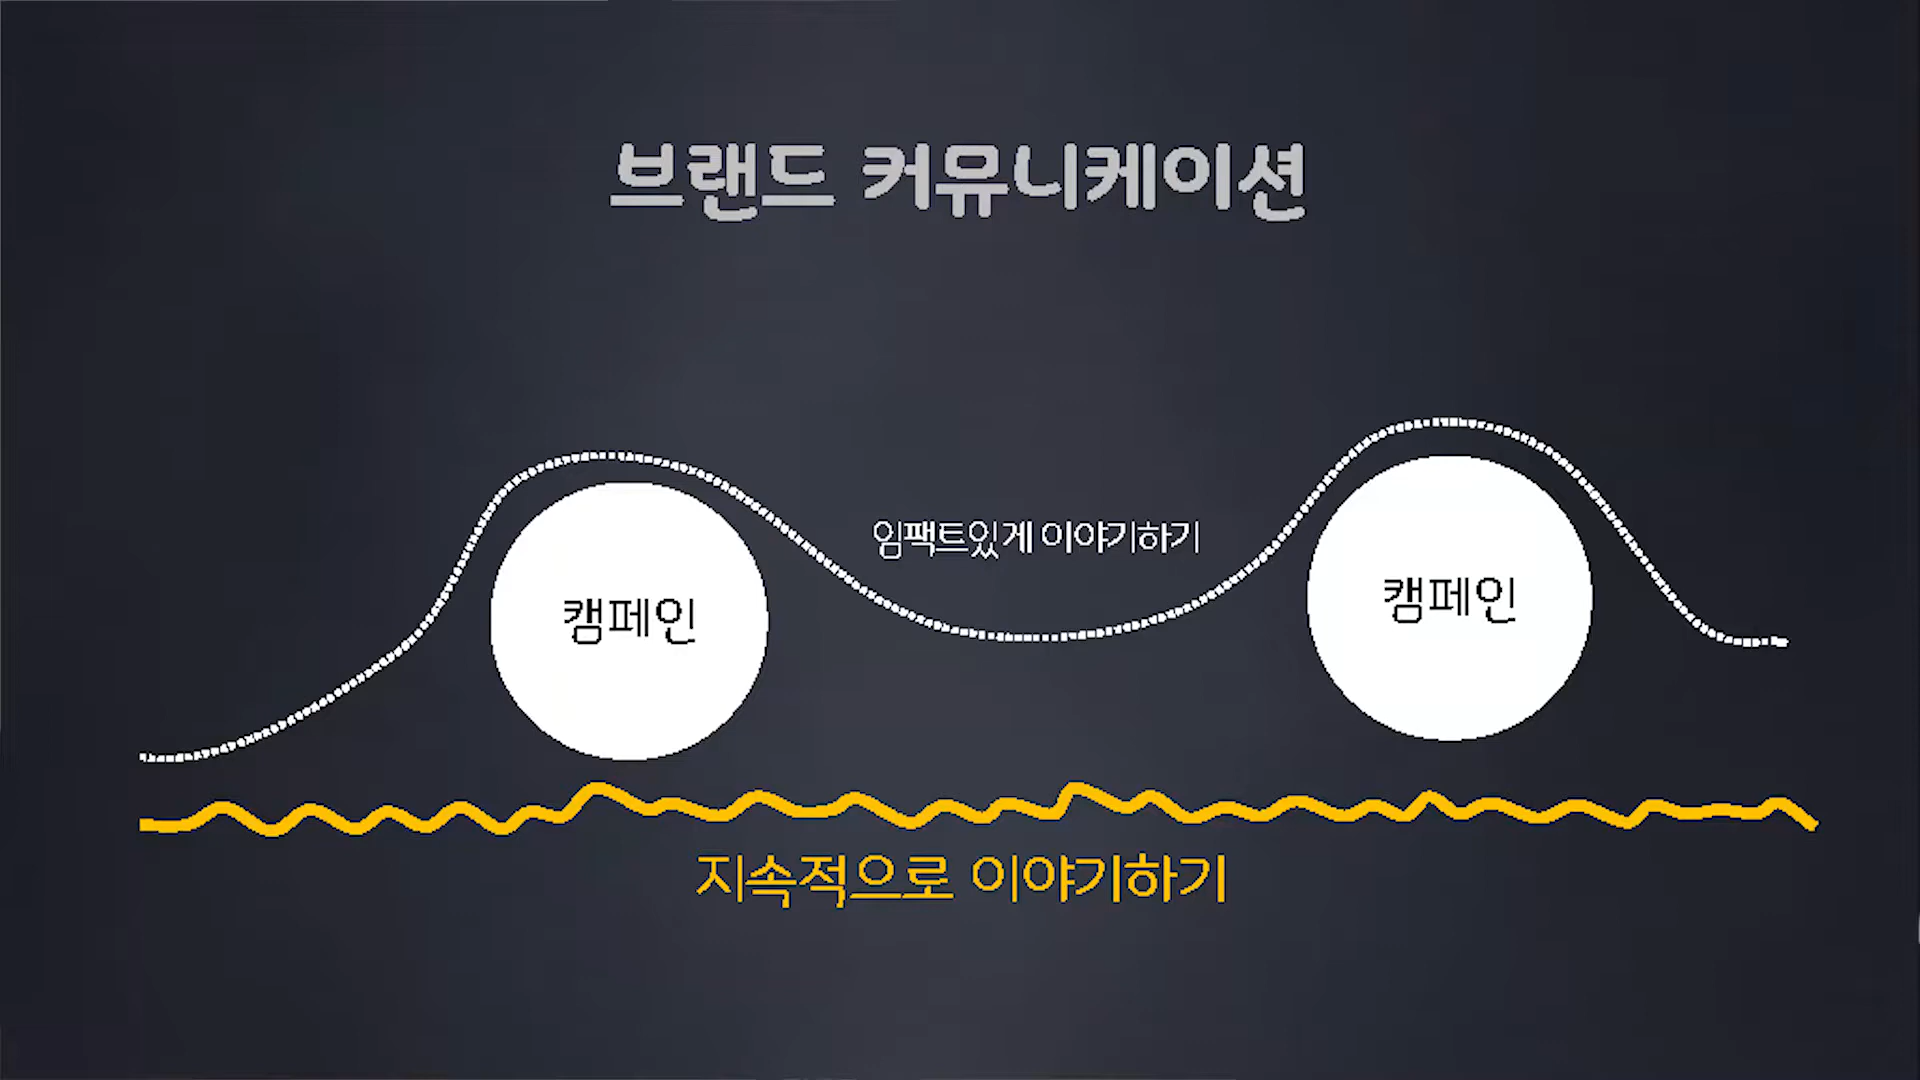 브랜드 커뮤니케이션
임팩트있게 이야기하기
캠페인
캠페인
지속적으로 이야기하기